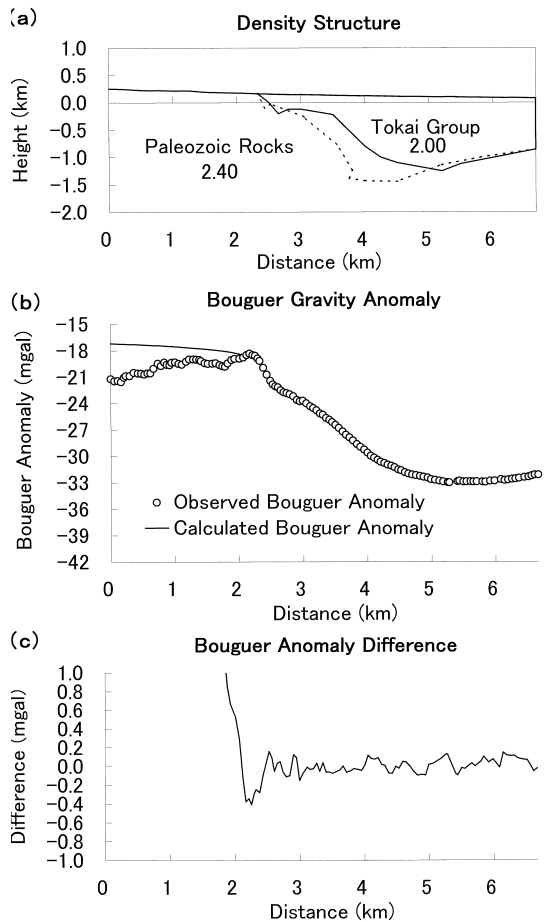 (a)
Density Structure
Height (km)
1.0
0.5
0.0
-0.5
-1.0
-1.5
-2.0
Paleozoic Rocks
2.40
Tokai Group
2.00
0 1 2 3 4 5 6
Distance (km)
(b)
Bouguer Gravity Anomaly
Bouguer Anomaly (mgal)
-15
-18
-21
-24
-27
-30
-33
-36
-39
-42
Observed Bouguer Anomaly
Calculated Bouguer Anomaly
0 1 2 3 4 5 6
Distance (km)
(c)
Bouguer Anomaly Difference
Difference (mgal)
1.0
0.8
0.6
0.4
0.2
0.0
-0.2
-0.4
-0.6
-0.8
-1.0
0 1 2 3 4 5 6
Distance (km)